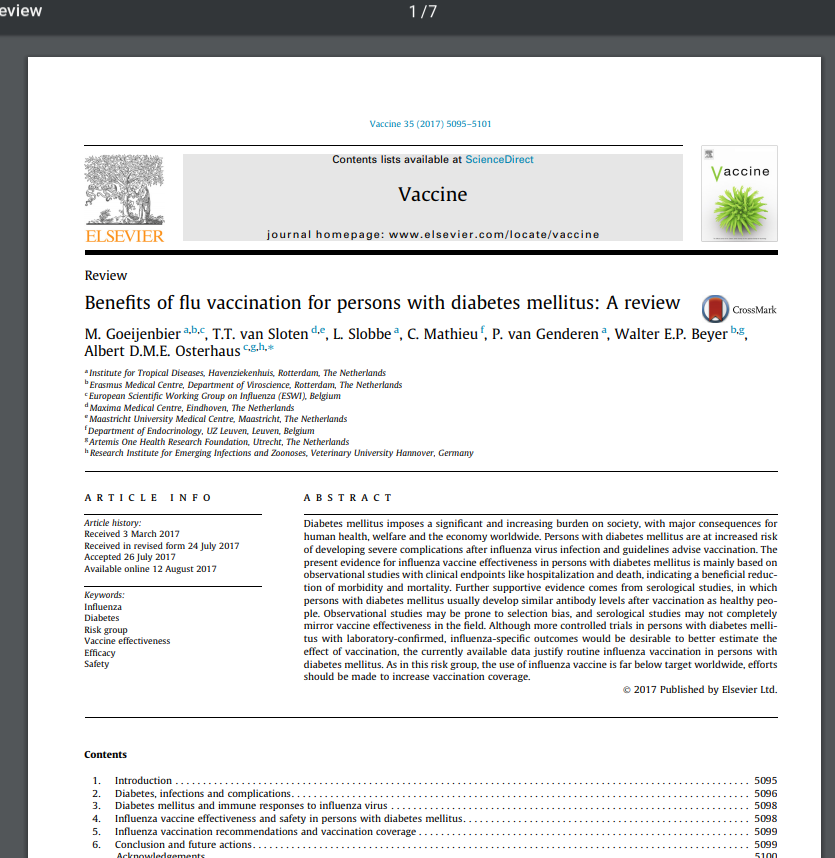 eview
1 / 7
Vaccine 35 (2017) 5095–5101
Contents lists available at ScienceDirect
Vaccine
journal homepage: www.elsevier.com/locate/vaccine
ELSEVIER
Vaccine
Review
Benefits of flu vaccination for persons with diabetes mellitus: A review
CrossMark
M. Goeijenbier a,b,c, T.T. van Sloten d,e, L. Slobbe a, C. Mathieu f, P. van Genderen a, Walter E.P. Beyer b,g,
Albert D.M.E. Osterhaus c,g,h,*
a Institute for Tropical Diseases, Havenziekenhuis, Rotterdam, The Netherlands
b Erasmus Medical Centre, Department of Viroscience, Rotterdam, The Netherlands
c European Scientific Working Group on Influenza (ESWI), Belgium
d Maxima Medical Centre, Eindhoven, The Netherlands
e Maastricht University Medical Centre, Maastricht, The Netherlands
f Department of Endocrinology, UZ Leuven, Leuven, Belgium
g Artemis One Health Research Foundation, Utrecht, The Netherlands
h Research Institute for Emerging Infections and Zoonoses, Veterinary University Hannover, Germany
ARTICLE INFO
Article history:
Received 3 March 2017
Received in revised form 24 July 2017
Accepted 26 July 2017
Available online 12 August 2017
Keywords:
Influenza
Diabetes
Risk group
Vaccine effectiveness
Efficacy
Safety
ABSTRACT
Diabetes mellitus imposes a significant and increasing burden on society, with major consequences for
human health, welfare and the economy worldwide. Persons with diabetes mellitus are at increased risk
of developing severe complications after influenza virus infection and guidelines advise vaccination. The
present evidence for influenza vaccine effectiveness in persons with diabetes mellitus is mainly based on
observational studies with clinical endpoints like hospitalization and death, indicating a beneficial reduc-
tion of morbidity and mortality. Further supportive evidence comes from serological studies, in which
persons with diabetes mellitus usually develop similar antibody levels after vaccination as healthy peo-
ple. Observational studies may be prone to selection bias, and serological studies may not completely
mirror vaccine effectiveness in the field. Although more controlled trials in persons with diabetes melli-
tus with laboratory-confirmed, influenza-specific outcomes would be desirable to better estimate the
effect of vaccination, the currently available data justify routine influenza vaccination in persons with
diabetes mellitus. As in this risk group, the use of influenza vaccine is far below target worldwide, efforts
should be made to increase vaccination coverage.
© 2017 Published by Elsevier Ltd.
Contents
1. Introduction 5095
2. Diabetes, infections and complications 5096
3. Diabetes mellitus and immune responses to influenza virus 5098
4. Influenza vaccine effectiveness and safety in persons with diabetes mellitus 5098
5. Influenza vaccination recommendations and vaccination coverage 5099
6. Conclusion and future actions 5099
Acknowledgements 5100